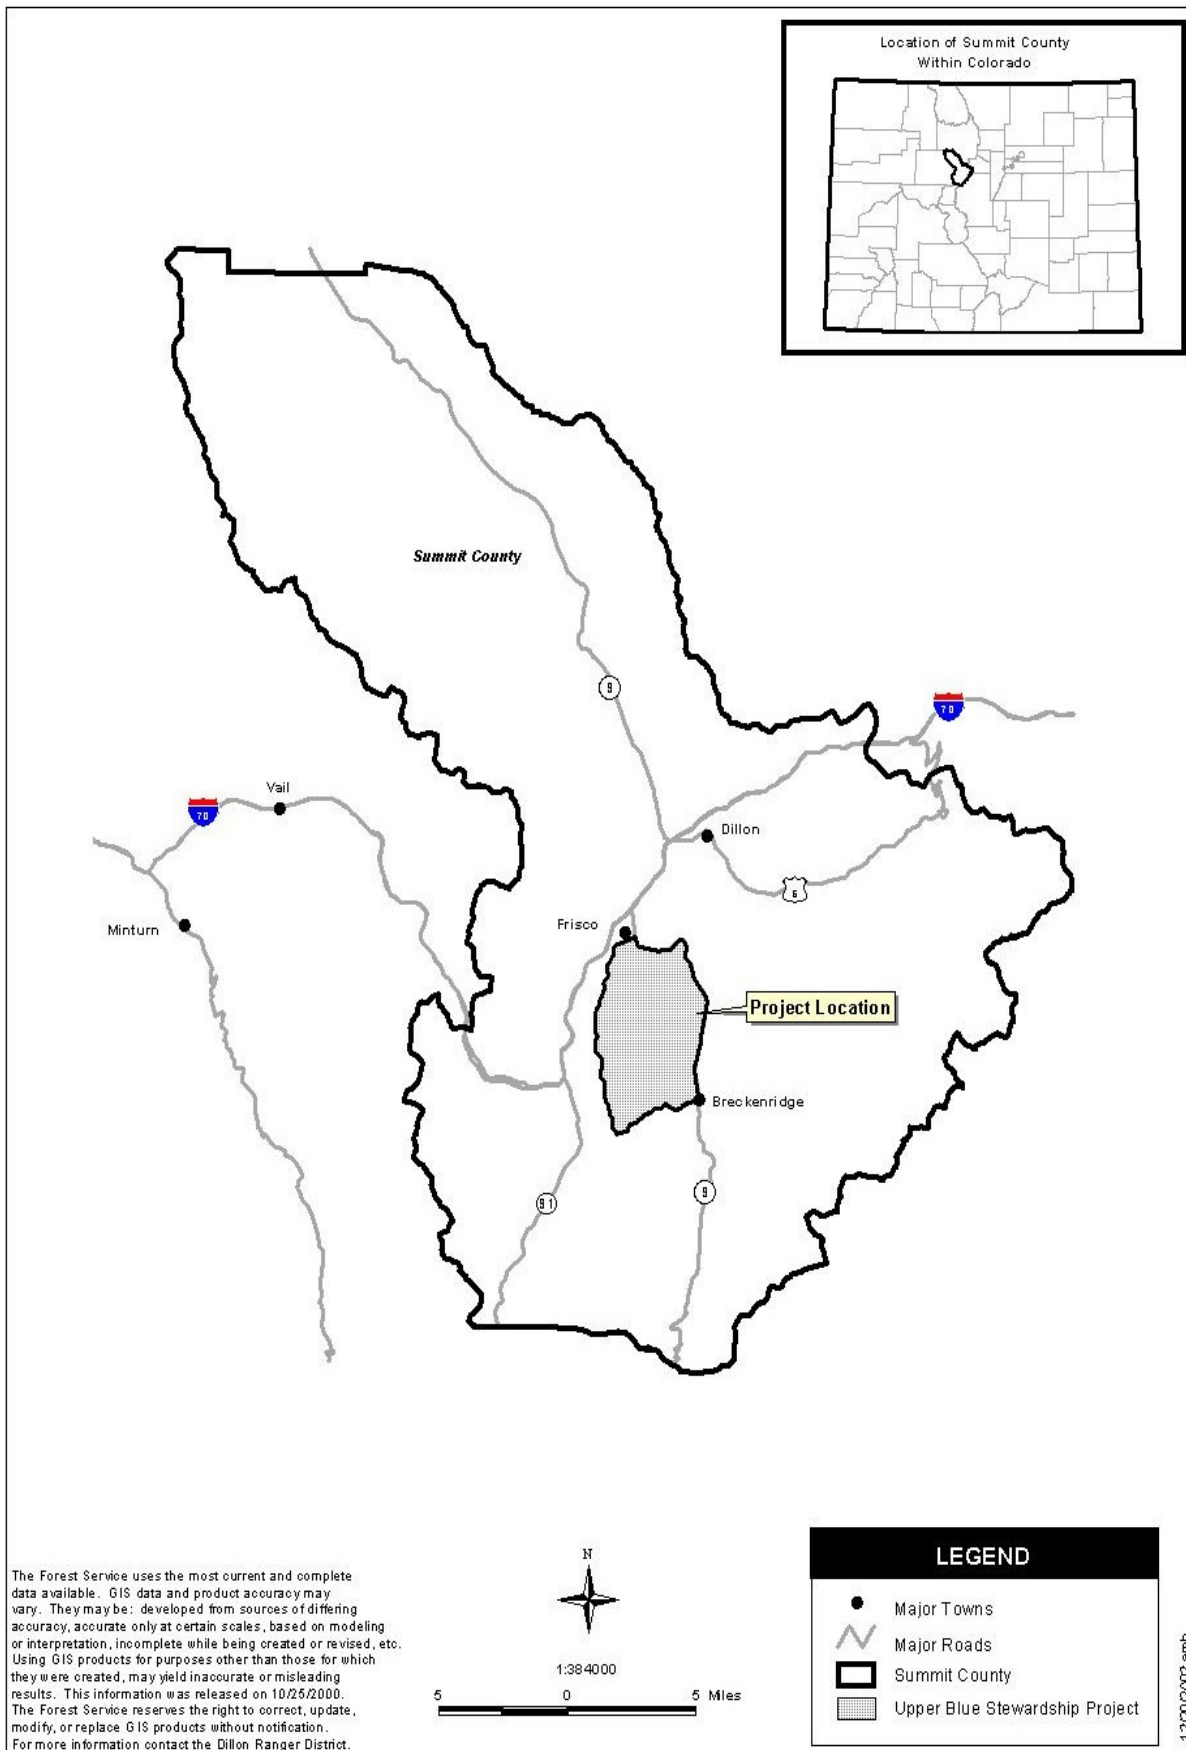 Location of Summit County
Within Colorado
Summit County
9
70
Vail
70
Dillon
6
Minturn
Frisco
Project Location
Breckenridge
91
9
The Forest Service uses the most current and complete
data available. GIS data and product accuracy may
vary. They may be: developed from sources of differing
accuracy, accurate only at certain scales, based on modeling
or interpretation, incomplete while being created or revised, etc.
Using GIS products for purposes other than those for which
they were created, may yield inaccurate or misleading
results. This information was released on 10/25/2000.
The Forest Service reserves the right to correct, update,
modify, or replace GIS products without notification.
For more information contact the Dillon Ranger District.
N
1:384000
5 0 5 Miles
LEGEND
Major Towns
Major Roads
Summit County
Upper Blue Stewardship Project